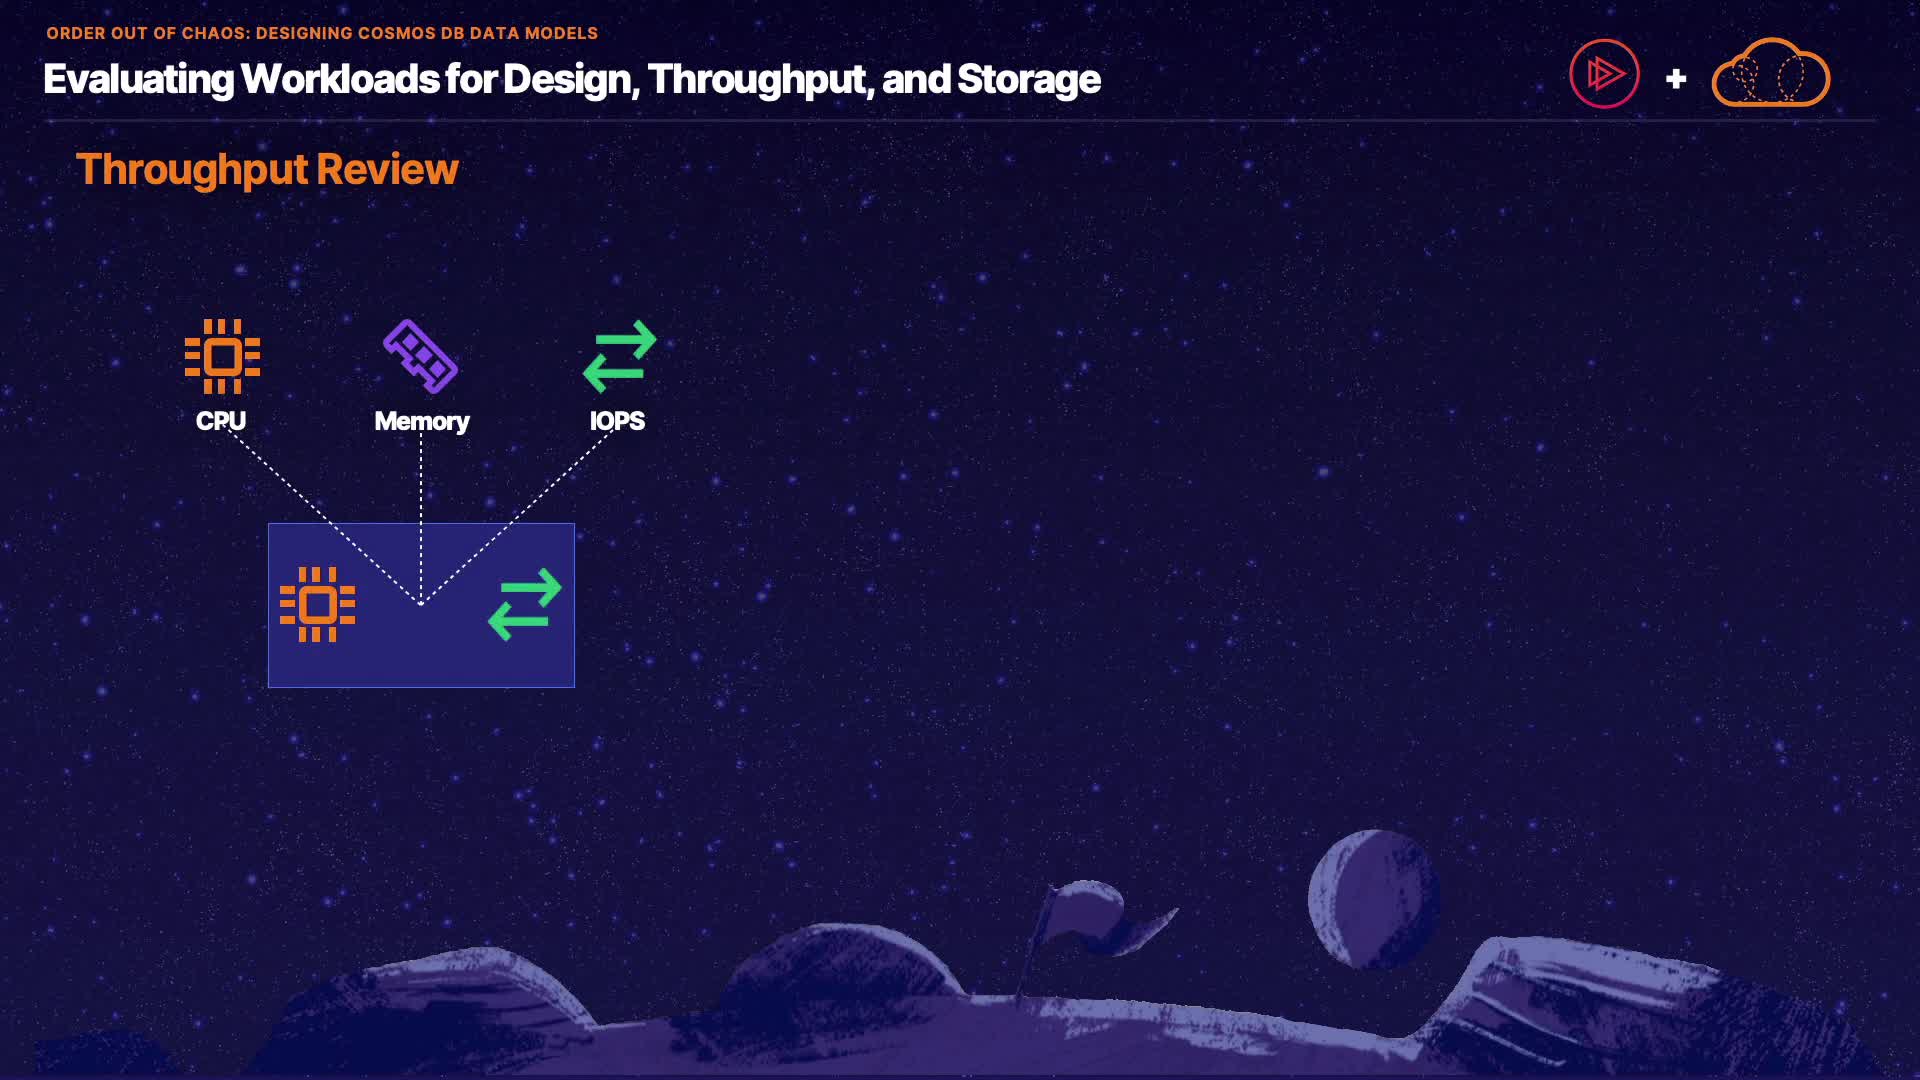 ORDER OUT OF CHAOS: DESIGNING COSMOS DB DATA MODELS
Evaluating Workloads for Design, Throughput, and Storage
Throughput Review
CPU
Memory
IOPS